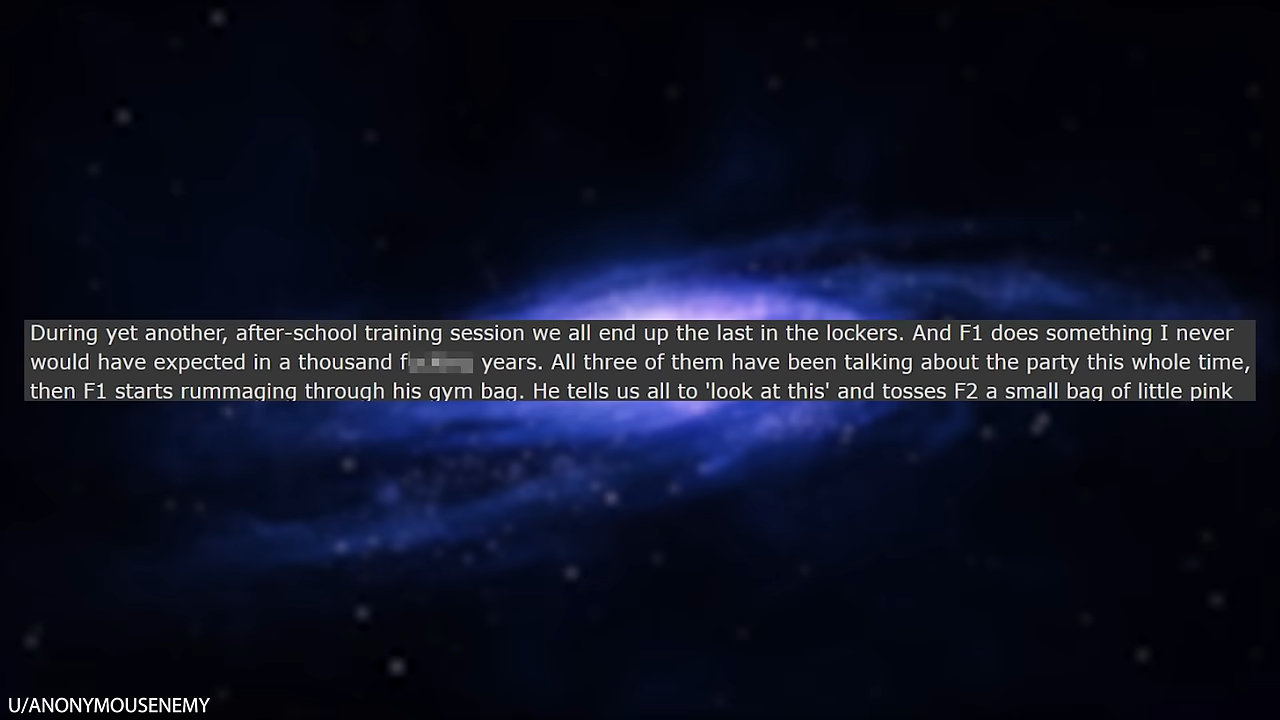 During yet another, after-school training session we all end up the last in the lockers. And F1 does something I never
would have expected in a thousand years. All three of them have been talking about the party this whole time,
then F1 starts rummaging through his gym bag. He tells us all to 'look at this' and tosses F2 a small bag of little pink
U/ANONYMOUSENEMY